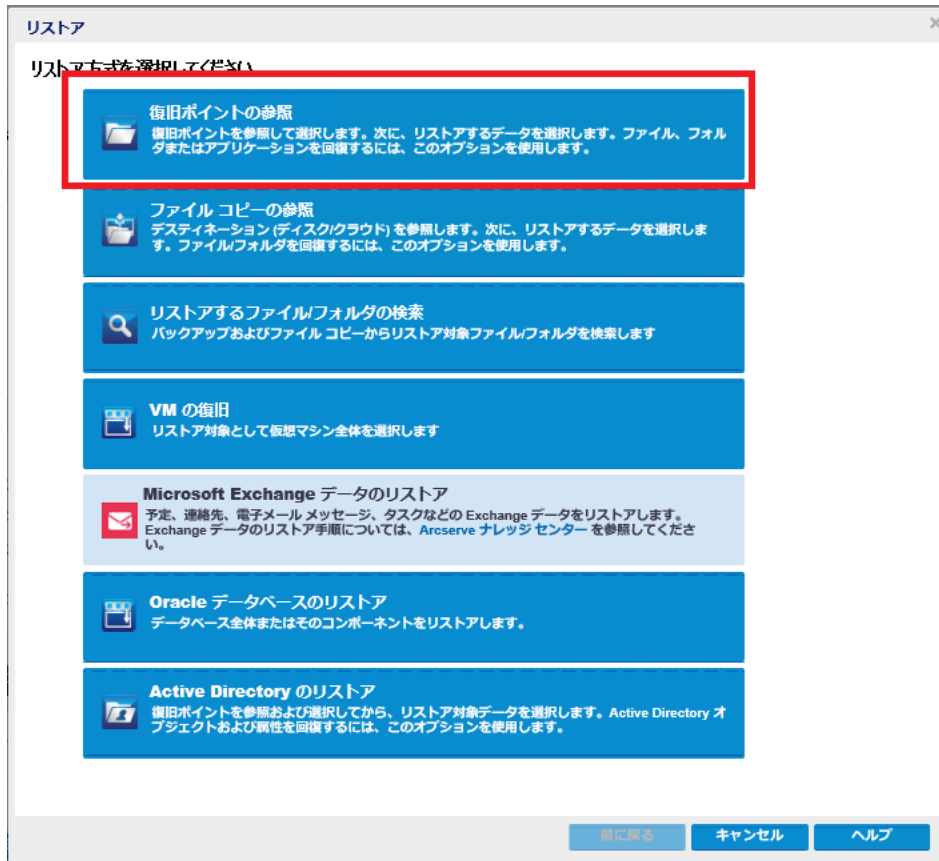 リストア
リストア方式を選択してください
復旧ポイントの参照
復旧ポイントを参照して選択します。次に、リストアするデータを選択します。ファイル、フォル
ダまたはアプリケーションを回復するには、このオプションを使用します。
ファイル コピーの参照
デスティネーション (ディスク/クラウド) を参照します。次に、リストアするデータを選択しま
す。ファイル/フォルダを回復するには、このオプションを使用します。
リストアするファイル/フォルダの検索
バックアップおよびファイル コピーからリストア対象ファイル/フォルダを検索します
VM の復旧
リストア対象として仮想マシン全体を選択します
Microsoft Exchange データのリストア
予定、連絡先、電子メール メッセージ、タスクなどの Exchange データをリストアします。
Exchange データのリストア手順については、Arcserve ナレッジ センター を参照してくださ
い。
Oracle データベースのリストア
データベース全体またはそのコンポーネントをリストアします。
Active Directory のリストア
復旧ポイントを参照および選択してから、リストア対象データを選択します。Active Directory オ
ブジェクトおよび属性を回復するには、このオプションを使用します。
前に戻る
キャンセル
ヘルプ